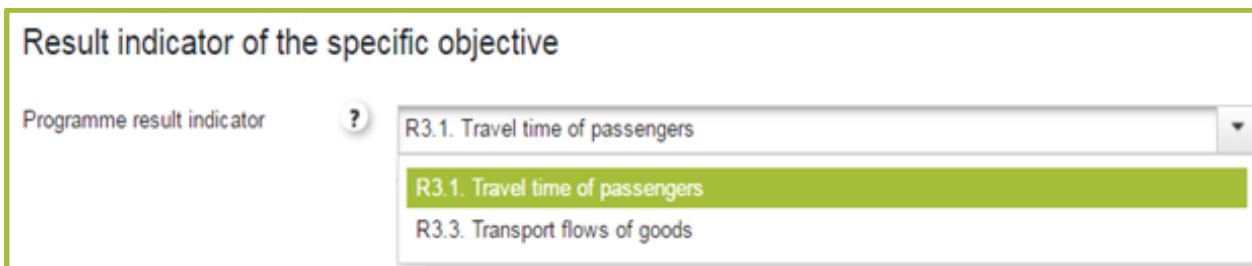 Result indicator of the specific objective
Programme result indicator ? R3.1. Travel time of passengers
R3.1. Travel time of passengers
R3.3. Transport flows of goods